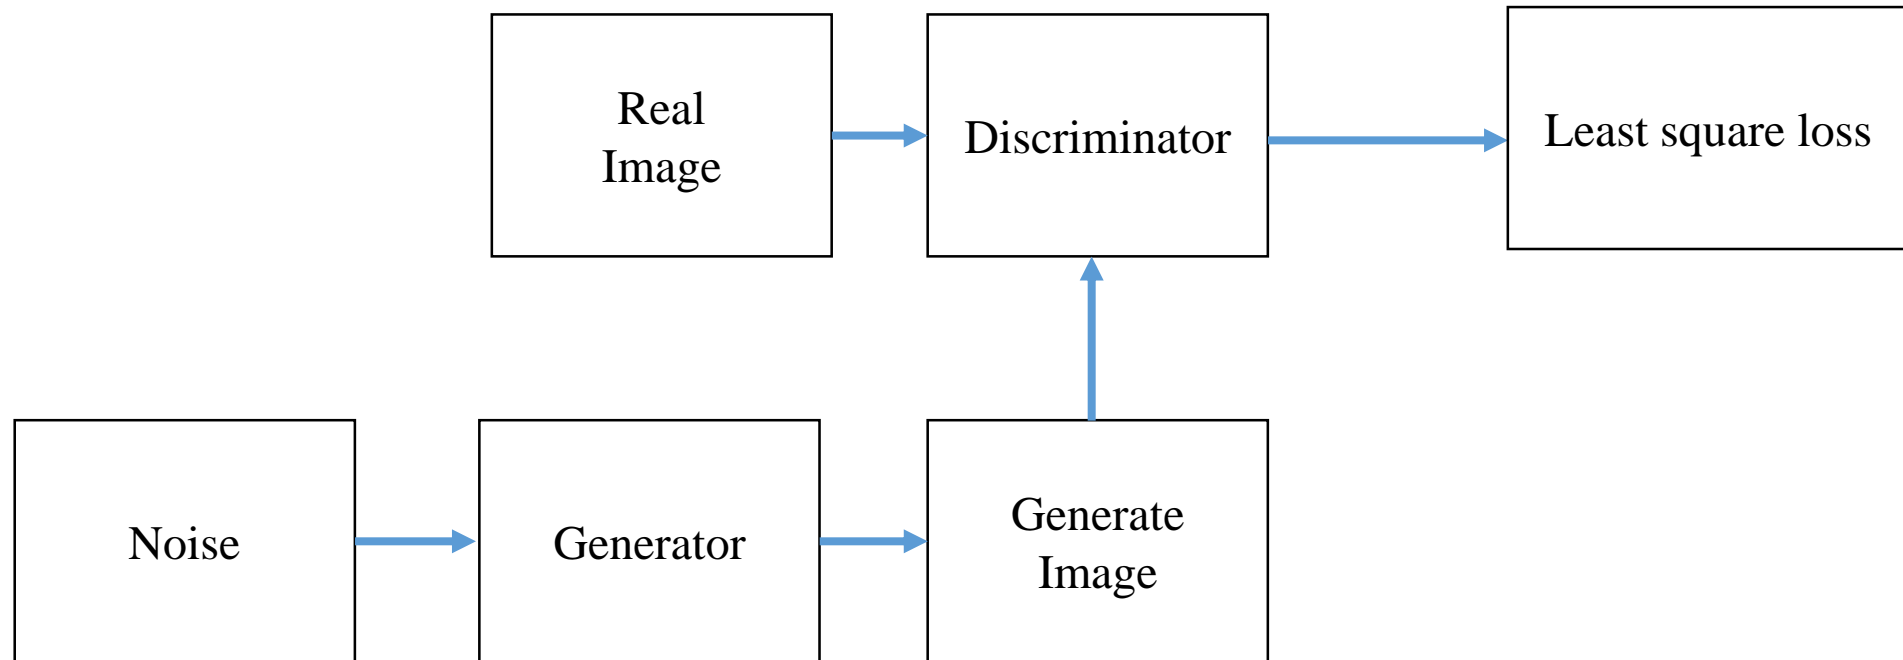 Real
Image
Discriminator
Least square loss
Noise
Generator
Generate
Image